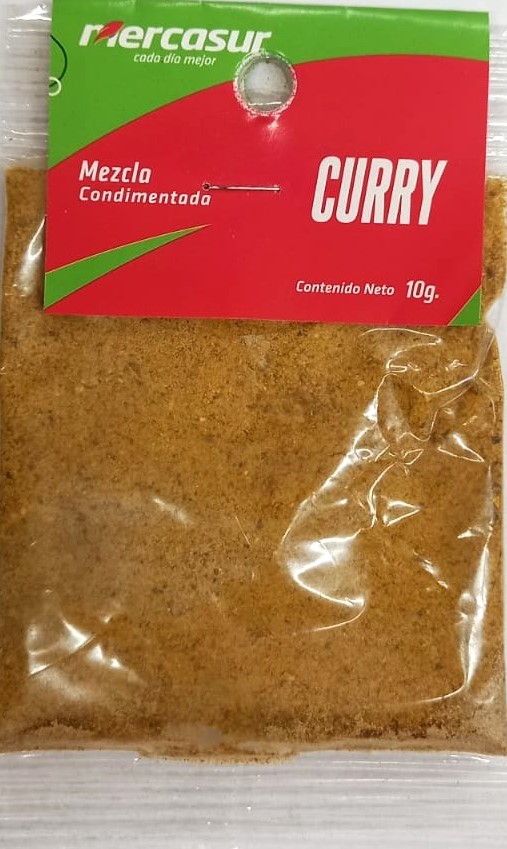 mercasur
cada día mejor
Mezcla
Condimentada
CURRY
Contenido Neto 10g.